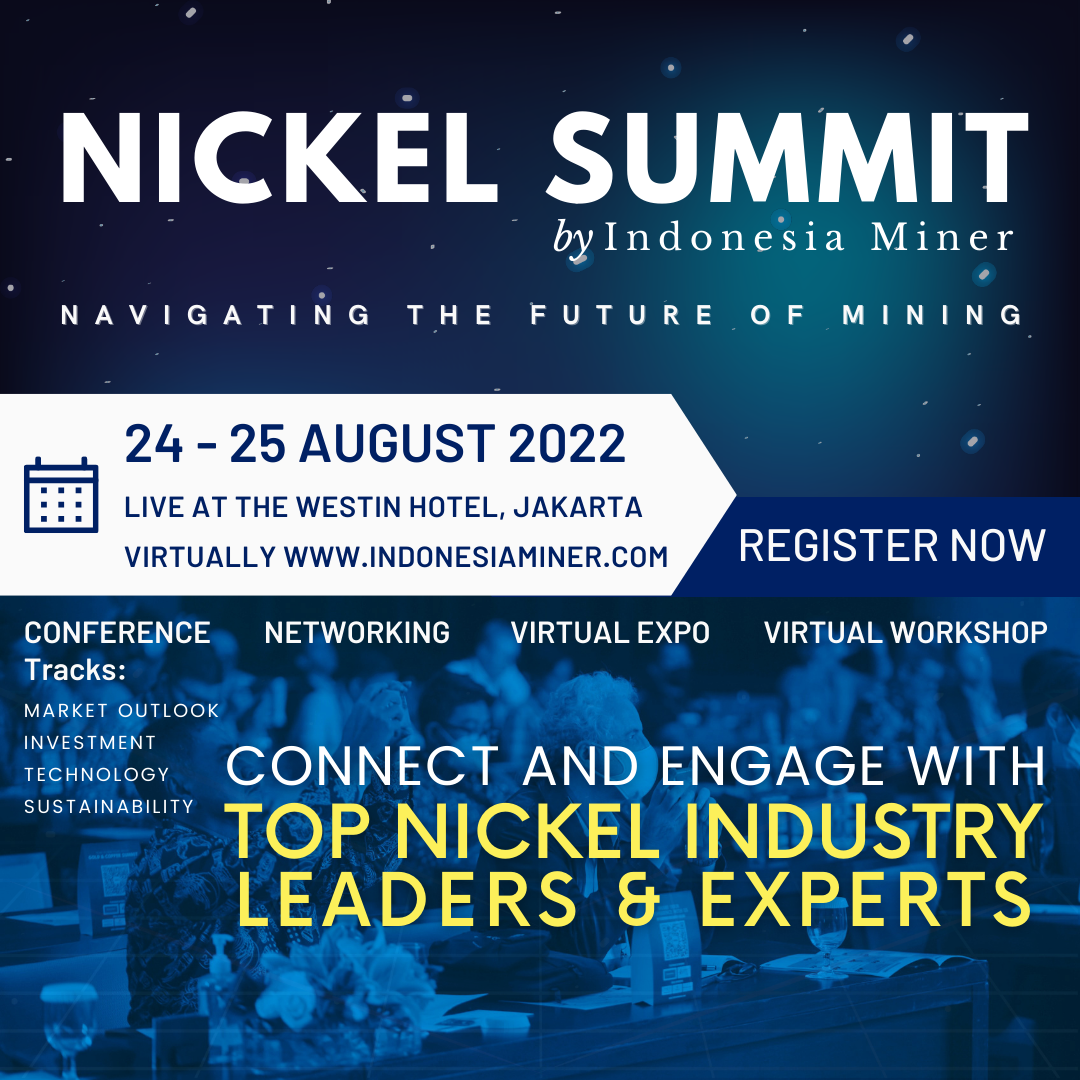 NICKEL SUMMIT
by Indonesia Miner
NAVIGATING THE FUTURE OF MINING
24 - 25 AUGUST 2022
LIVE AT THE WESTIN HOTEL, JAKARTA
VIRTUALLY WWW.INDONESIAMINER.COM
REGISTER NOW
CONFERENCE NETWORKING VIRTUAL EXPO VIRTUAL WORKSHOP
Tracks:
MARKET OUTLOOK
INVESTMENT
TECHNOLOGY
SUSTAINABILITY
CONNECT AND ENGAGE WITH
TOP NICKEL INDUSTRY
LEADERS & EXPERTS